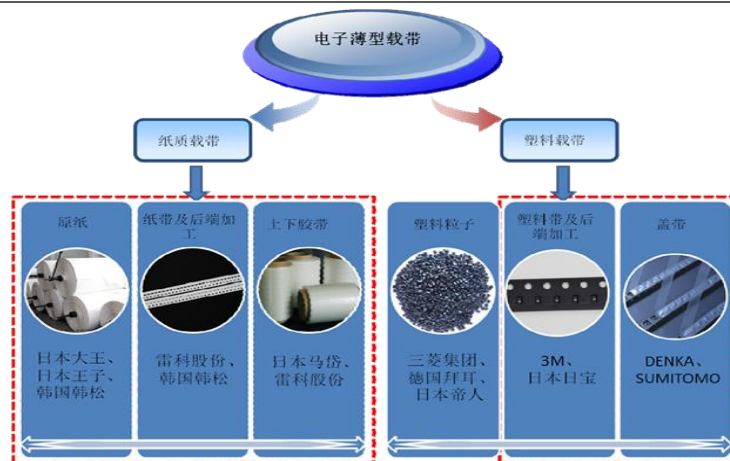 电子薄型载带
纸质载带
塑料载带
原纸
纸带及后端加
工
上下胶带
塑料粒子
塑料带及后
端加工
盖带
日本大王、
日本王子、
韩国韩松
雷科股份、
韩国韩松
日本马岱、
雷科股份
三菱集团、
德国拜耳、
日本帝人
3M、
日本日宝
DENKA、
SUMITOMO